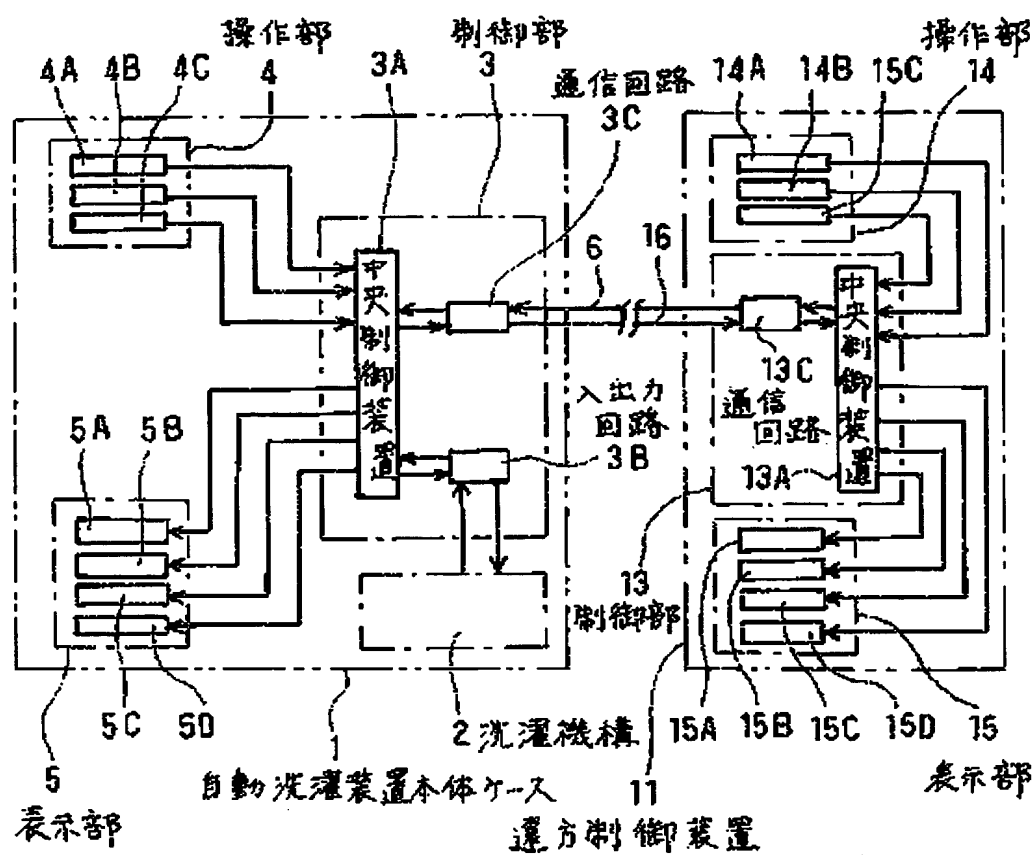 操作部
4
4A
4B
4C
制御部
3
3A
通信回路
3C
操作部
14
14A
14B
15C
6
16
中央制御装置
中央制御装置
13C
通信
回路
13A
入出力
回路
3B
5A
5B
5C
5D
5
表示部
1
自動洗濯装置本体ケース
2 洗濯機構
13
制御部
11
遠方制御装置
15A
15B
15C
15D
15
表示部